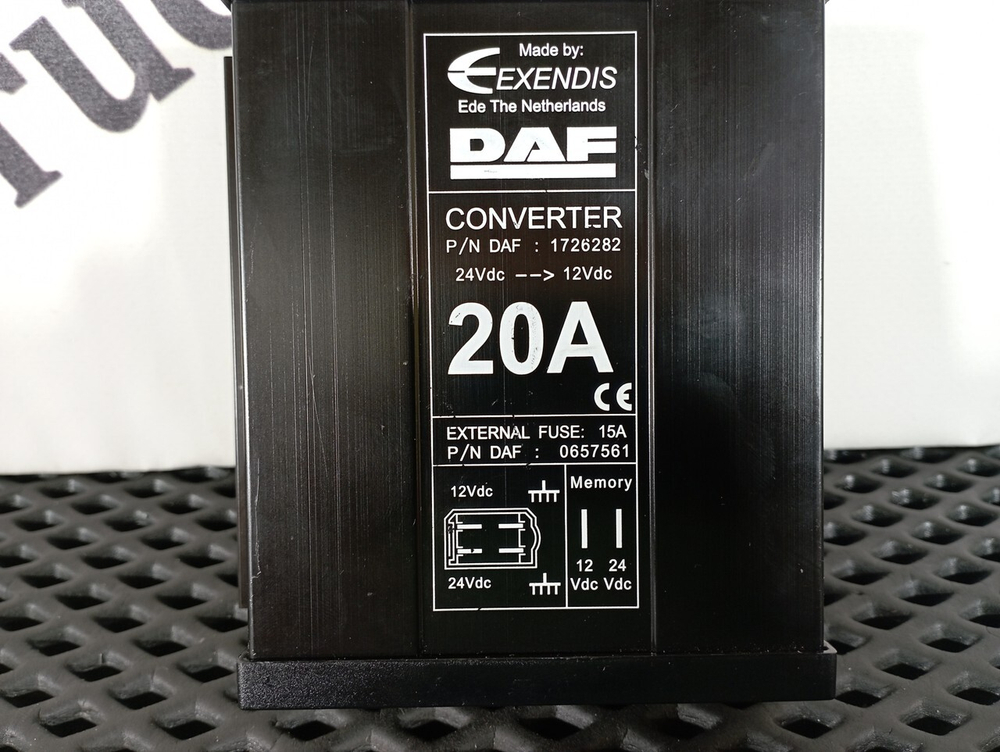 Made by:
EXENDIS
Ede The Netherlands
DAF
CONVERTER
P/N DAF : 1726282
24Vdc --> 12Vdc
20A
CE
EXTERNAL FUSE: 15A
P/N DAF : 0657561
12Vdc
Memory
12 24
Vdc Vdc
24Vdc